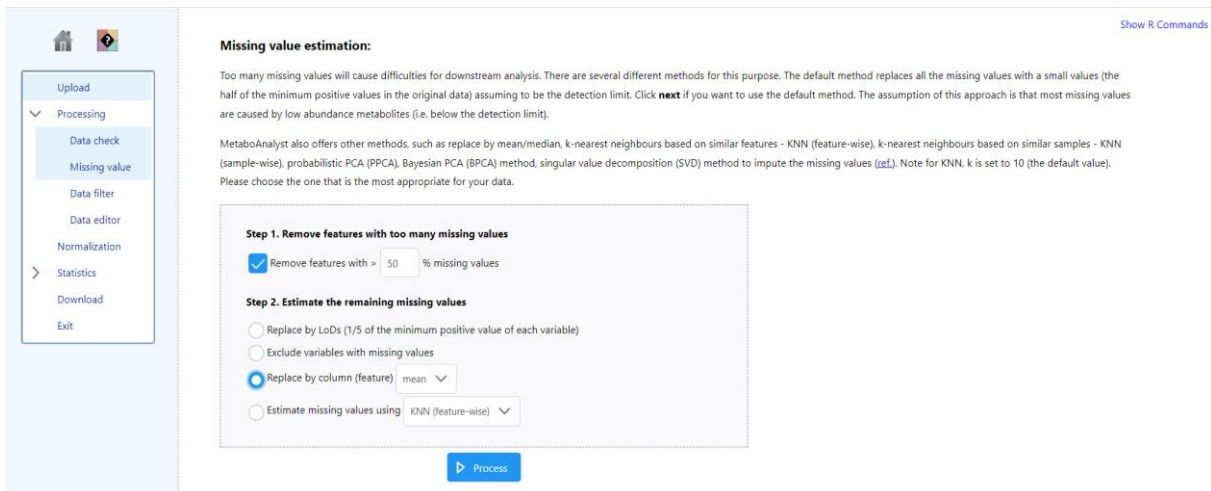 Show R Commands
Upload
Processing
Data check
Missing value
Data filter
Data editor
Normalization
Statistics
Download
Exit
Missing value estimation:
Too many missing values will cause difficulties for downstream analysis. There are several different methods for this purpose. The default method replaces all the missing values with a small values (the
half of the minimum positive values in the original data) assuming to be the detection limit. Click next if you want to use the default method. The assumption of this approach is that most missing values
are caused by low abundance metabolites (i.e. below the detection limit).
MetaboAnalyst also offers other methods, such as replace by mean/median, k-nearest neighbours based on similar features - KNN (feature-wise), k-nearest neighbours based on similar samples - KNN
(sample-wise), probabilistic PCA (PPCA), Bayesian PCA (BPCA) method, singular value decomposition (SVD) method to impute the missing values (ref.). Note for KNN, k is set to 10 (the default value).
Please choose the one that is the most appropriate for your data.
Step 1. Remove features with too many missing values
Remove features with > 50 % missing values
Step 2. Estimate the remaining missing values
Replace by LoDs (1/5 of the minimum positive value of each variable)
Exclude variables with missing values
Replace by column (feature) mean
Estimate missing values using KNN (feature-wise)
Process